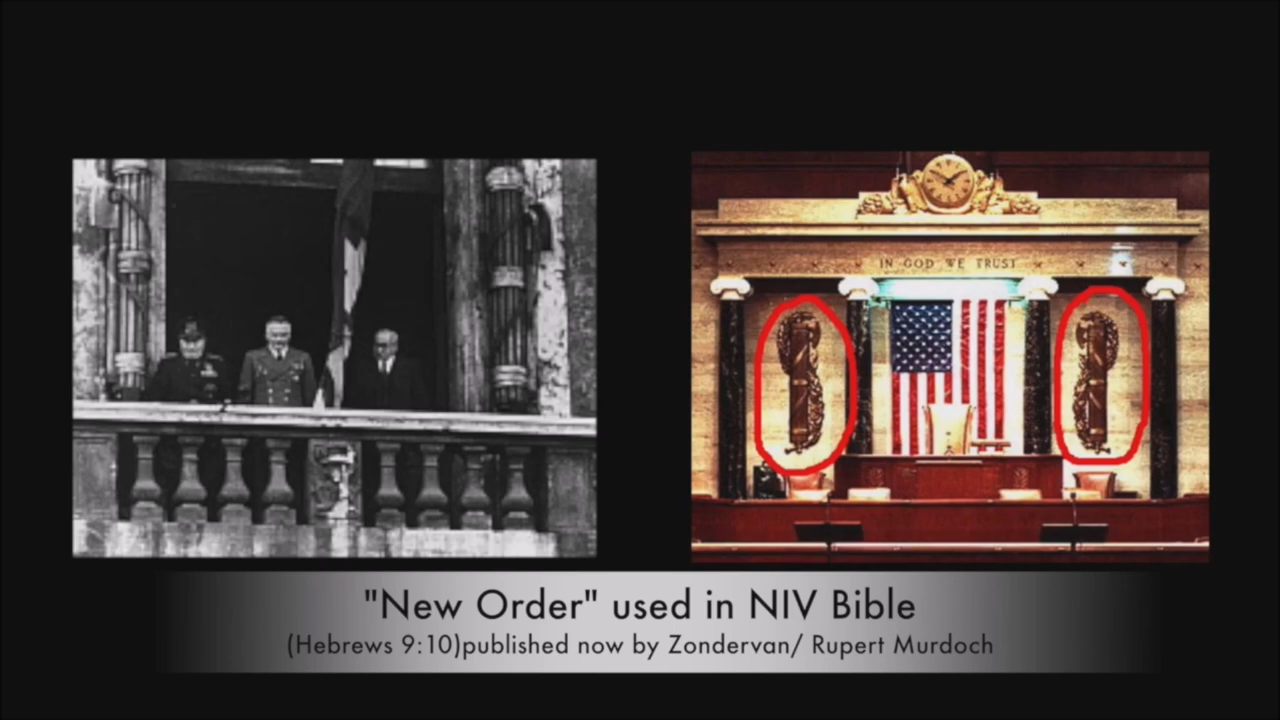 IN GOD WE TRUST
"New Order" used in NIV Bible
(Hebrews 9:10)published now by Zondervan/ Rupert Murdoch